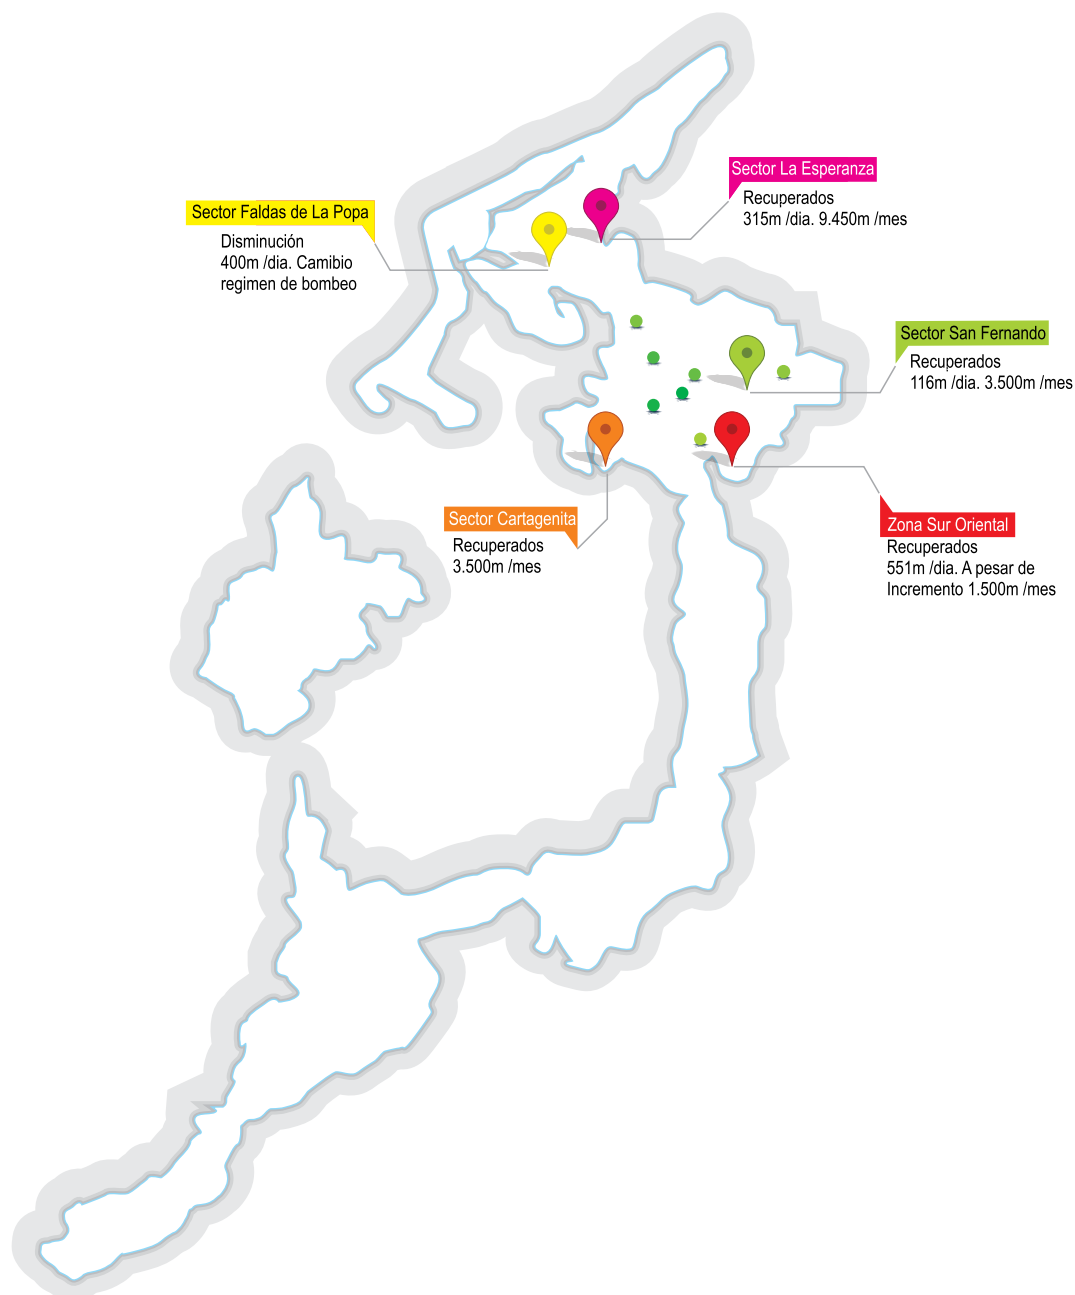 Sector La Esperanza
Recuperados
315m /dia. 9.450m /mes
Sector Faldas de La Popa
Disminución
400m /dia. Camibio
regimen de bombeo
Sector San Fernando
Recuperados
116m /dia. 3.500m /mes
Sector Cartagenita
Recuperados
3.500m /mes
Zona Sur Oriental
Recuperados
551m /dia. A pesar de
Incremento 1.500m /mes